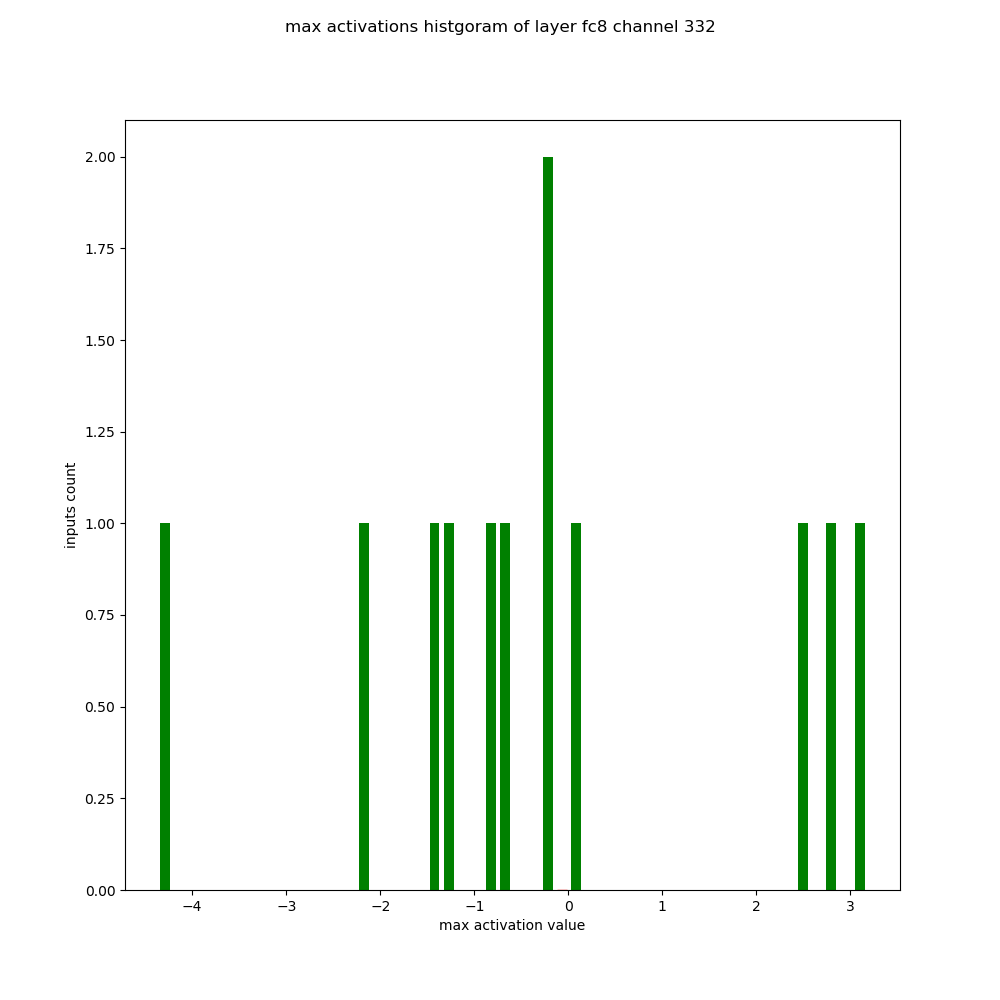 max activations histgoram of layer fc8 channel 332
2.00
1.75
1.50
1.25
1.00
0.75
0.50
0.25
0.00
inputs count
−4 −3 −2 −1 0 1 2 3
max activation value